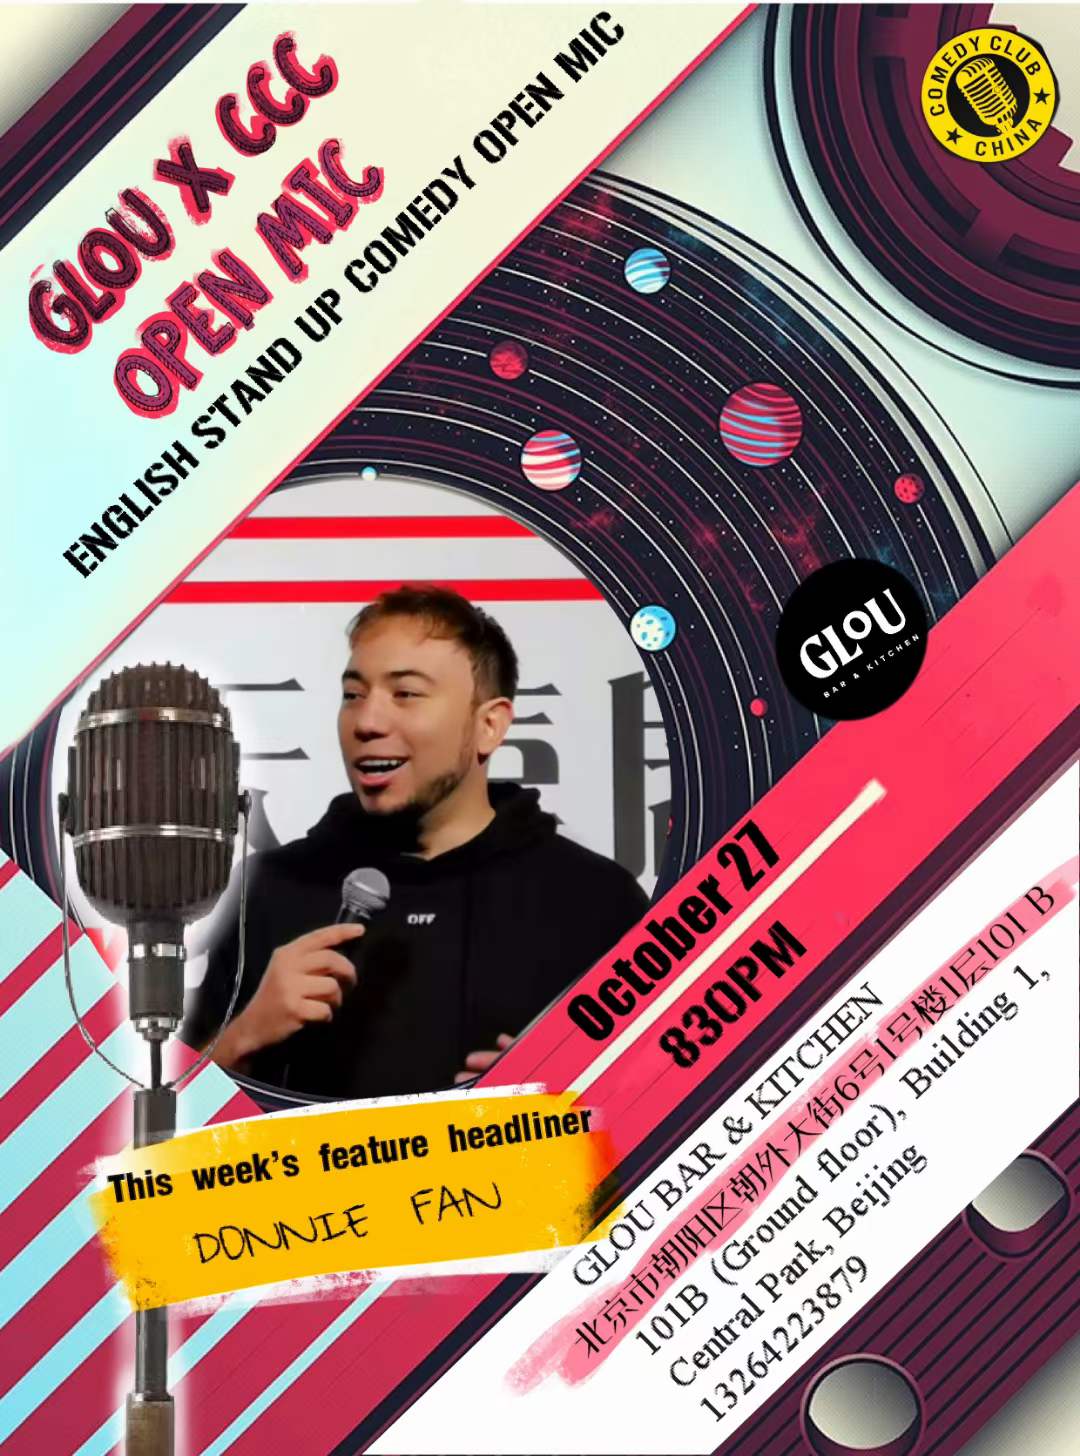 GLOU X CCC
OPEN MIC
ENGLISH STAND UP COMEDY OPEN MIC
COMEDY CLUB
CHINA
GLOU
BAR & KITCHEN
OFF
October 27
830PM
This week's feature headliner
DONNIE FAN
GLOU BAR & KITCHEN
北京市朝阳区朝外大街6号1号楼1层101 B
101B (Ground floor), Building 1,
Central Park, Beijing
13264223879